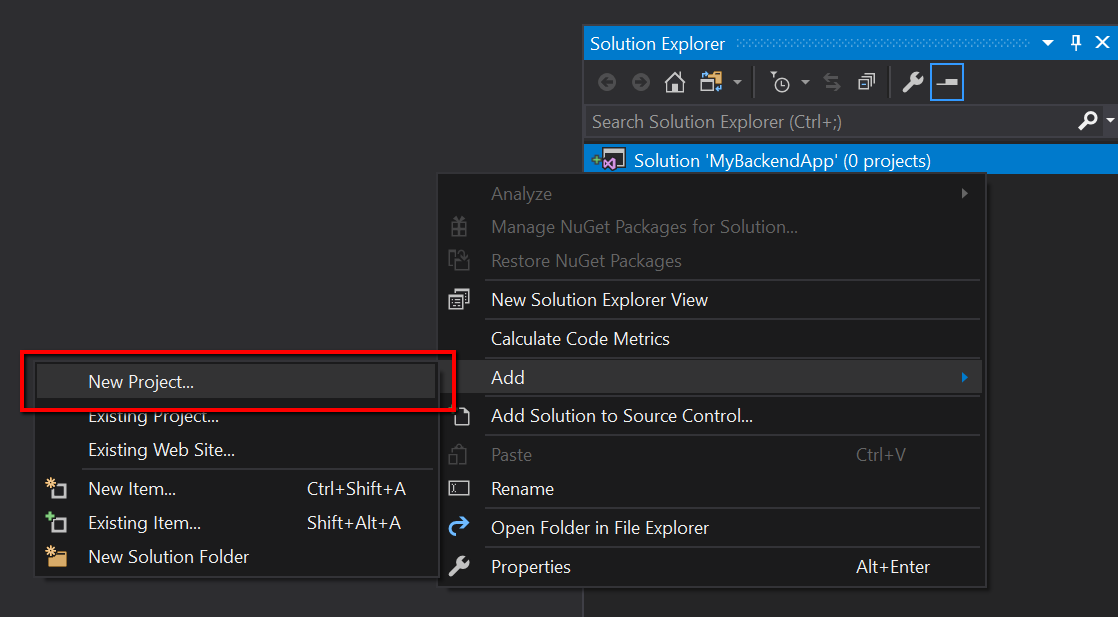 Solution Explorer
Search Solution Explorer (Ctrl+;)
Solution 'MyBackendApp' (0 projects)
Analyze
Manage NuGet Packages for Solution...
Restore NuGet Packages
New Solution Explorer View
Calculate Code Metrics
Add
Add Solution to Source Control...
Paste Ctrl+V
Rename
Open Folder in File Explorer
Properties Alt+Enter
New Project...
Existing Project...
Existing Web Site...
New Item... Ctrl+Shift+A
Existing Item... Shift+Alt+A
New Solution Folder